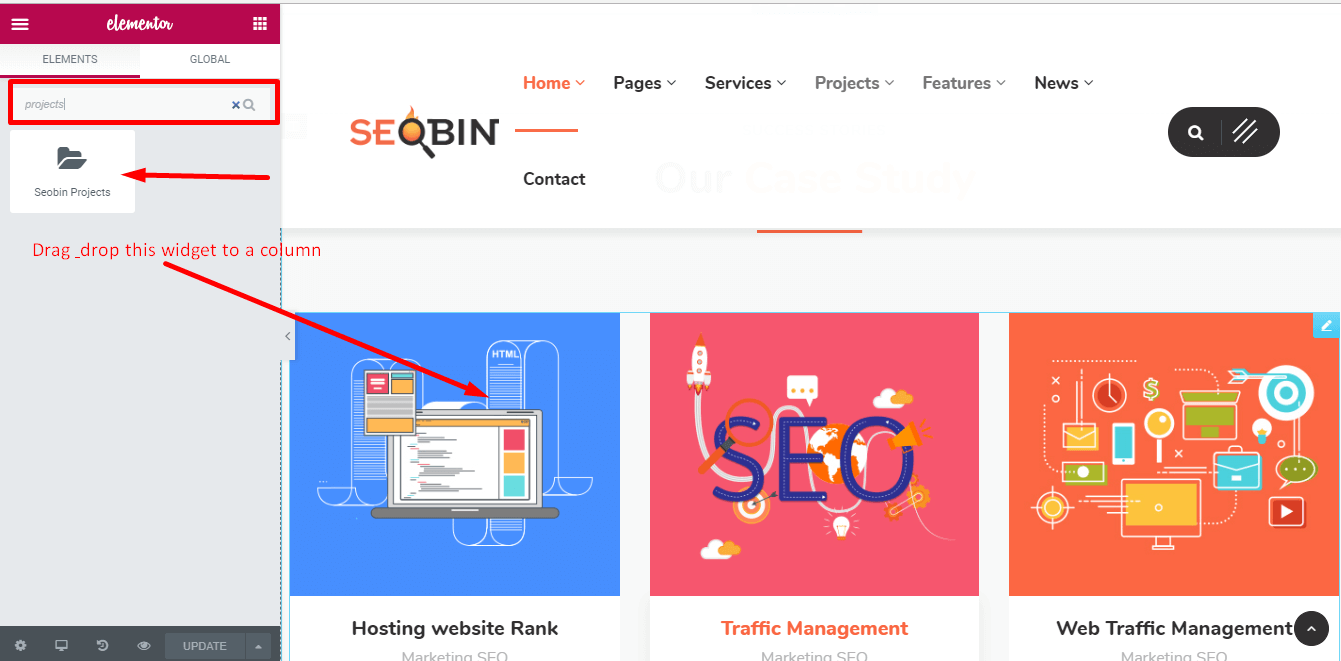 elementor
ELEMENTS GLOBAL
projects
Seobin Projects
Drag _drop this widget to a column
UPDATE
Home Pages Services Projects Features News
SEOBIN
Contact
Our Case Study
HTML
SEO
$
Hosting website Rank
Marketing SEO
Traffic Management
Marketing SEO
Web Traffic Management
Marketing SEO